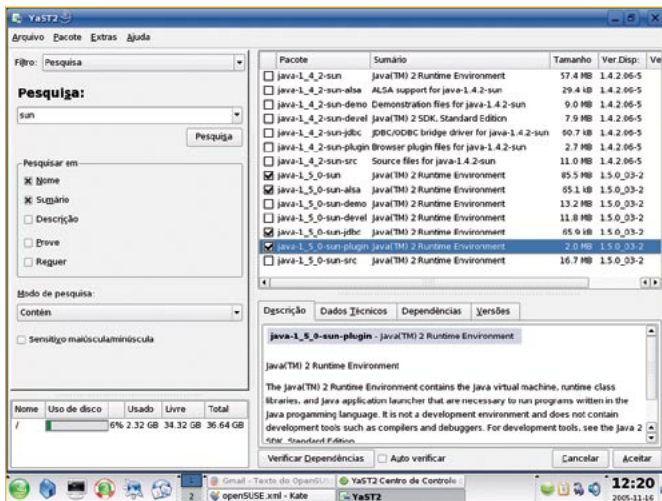 YaST2
Arquivo Pacote Extras Ajuda
Filtro: Pesquisa
Pesquisa:
sun
Pesquisa
Pesquisar em
Nome
Sumário
Descrição
Prove
Requer
Modo de pesquisa:
Contém
Sensitivo maiúscula/minúscula
Nome Uso de disco Usado Livre Total
/ 6% 2.32 GB 34.32 GB 36.64 GB
Pacote Sumário Tamanho Ver.Disp: Ve
java-1_4_2-sun Java(TM) 2 Runtime Environment 57.4 MB 1.4.2.06-5
java-1_4_2-sun-alsa ALSA support for java-1.4.2-sun 29.4 kB 1.4.2.06-5
java-1_4_2-sun-demo Demonstration files for java-1.4.2-sun 9.0 MB 1.4.2.06-5
java-1_4_2-sun-devel Java(TM) 2 SDK, Standard Edition 7.9 MB 1.4.2.06-5
java-1_4_2-sun-jdbc JDBC/ODBC bridge driver for java-1.4.2-sun 60.7 kB 1.4.2.06-5
java-1_4_2-sun-plugin Browser plugin files for java-1.4.2-sun 2.7 MB 1.4.2.06-5
java-1_4_2-sun-src Source files for java-1.4.2-sun 11.0 MB 1.4.2.06-5
java-1_5_0-sun Java(TM) 2 Runtime Environment 85.5 MB 1.5.0_03-2
java-1_5_0-sun-alsa Java(TM) 2 Runtime Environment 65.1 kB 1.5.0_03-2
java-1_5_0-sun-demo Java(TM) 2 Runtime Environment 13.2 MB 1.5.0_03-2
java-1_5_0-sun-devel Java(TM) 2 Runtime Environment 11.8 MB 1.5.0_03-2
java-1_5_0-sun-jdbc Java(TM) 2 Runtime Environment 65.9 kB 1.5.0_03-2
java-1_5_0-sun-plugin Java(TM) 2 Runtime Environment 2.0 MB 1.5.0_03-2
java-1_5_0-sun-src Java(TM) 2 Runtime Environment 16.7 MB 1.5.0_03-2
Descrição Dados Técnicos Dependências Versões
java-1_5_0-sun-plugin - Java(TM) 2 Runtime Environment
Java(TM) 2 Runtime Environment
The Java(TM) 2 Runtime Environment contains the Java virtual machine, runtime class
libraries, and Java application launcher that are necessary to run programs written in the
Java progamming language. It is not a development environment and does not contain
development tools such as compilers and debuggers. For development tools, see the Java 2
SDK, Standard Edition.
Verificar Dependências Auto verificar Cancelar Aceitar
1 Gmail - Texto do OpenSU YaST2 Centro de Controle
2 openSUSE.xml - Kate YaST2
12:20
2005-11-16